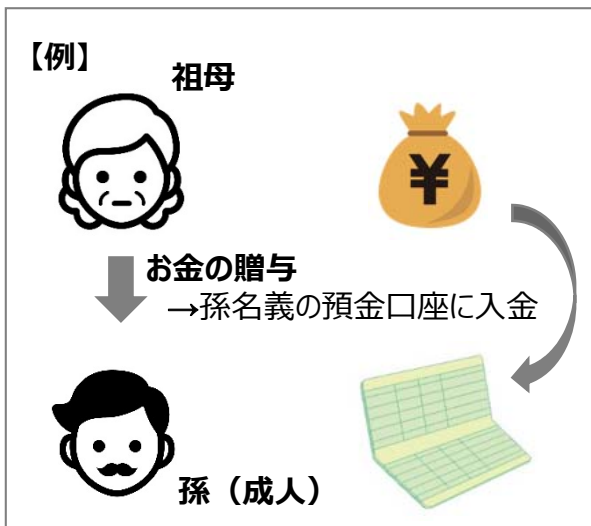 【例】
祖母
¥
お金の贈与
→孫名義の預金口座に入金
孫（成人）